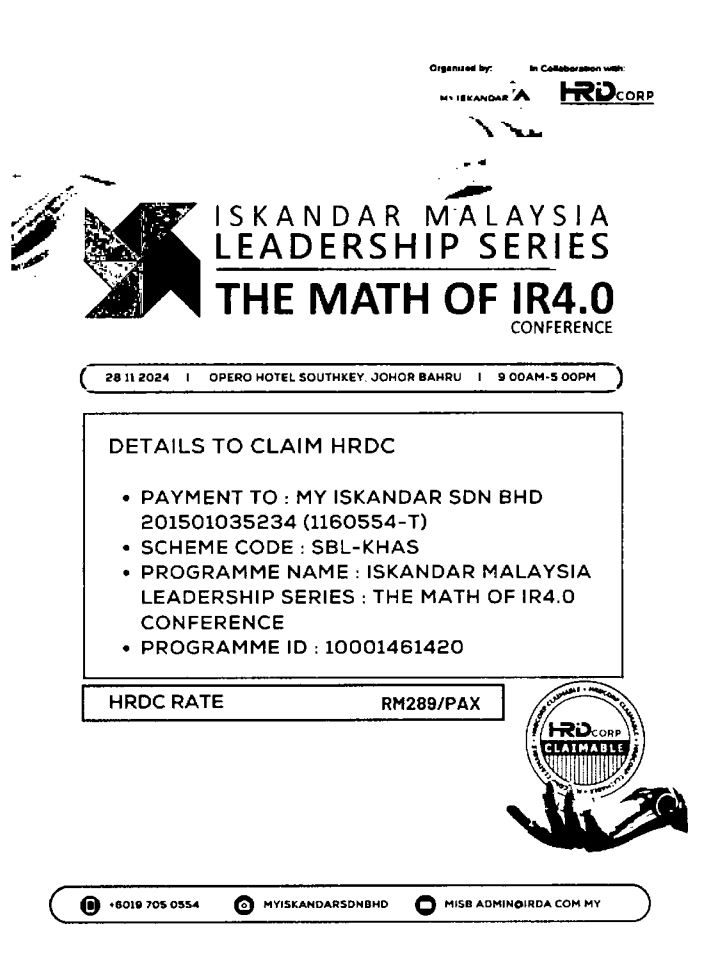 Organized by: In Collaboration with:
MY ISKANDAR HRD CORP
ISKANDAR MALAYSIA
LEADERSHIP SERIES
THE MATH OF IR4.0
CONFERENCE
28 11 2024 | OPERO HOTEL SOUTHKEY, JOHOR BAHRU | 9 00AM-5 00PM
DETAILS TO CLAIM HRDC
• PAYMENT TO : MY ISKANDAR SDN BHD
201501035234 (1160554-T)
• SCHEME CODE : SBL-KHAS
• PROGRAMME NAME : ISKANDAR MALAYSIA
LEADERSHIP SERIES : THE MATH OF IR4.0
CONFERENCE
• PROGRAMME ID : 10001461420
HRDC RATE RM289/PAX
HRDCORP CLAIMABLE • HRDCORP CLAIMABLE
HRD CORP
CLAIMABLE
+6019 705 0554 MYISKANDARSDNBHD MISB ADMIN@IRDA COM MY